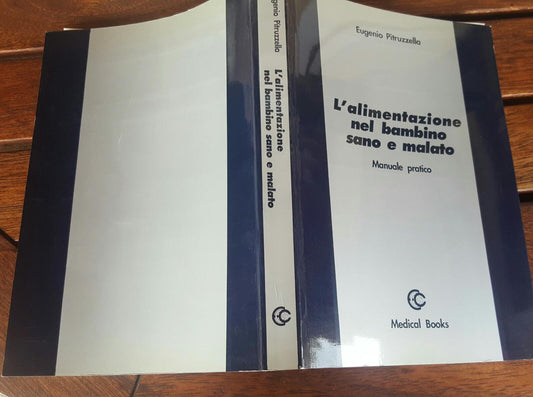 Eugenio Pitruzzella
L'alimentazione
nel bambino
sano e malato
Manuale pratico
Medical Books
Eugenio Pitruzzella
L'alimentazione
nel bambino sano e malato